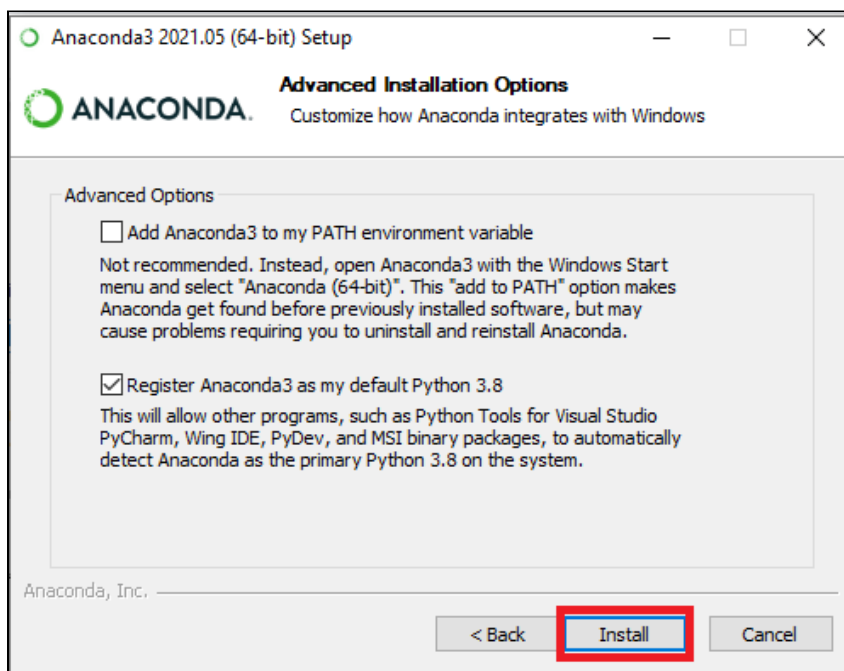 Anaconda3 2021.05 (64-bit) Setup
ANACONDA.
Advanced Installation Options
Customize how Anaconda integrates with Windows
Advanced Options
Add Anaconda3 to my PATH environment variable
Not recommended. Instead, open Anaconda3 with the Windows Start
menu and select "Anaconda (64-bit)". This "add to PATH" option makes
Anaconda get found before previously installed software, but may
cause problems requiring you to uninstall and reinstall Anaconda.
Register Anaconda3 as my default Python 3.8
This will allow other programs, such as Python Tools for Visual Studio
PyCharm, Wing IDE, PyDev, and MSI binary packages, to automatically
detect Anaconda as the primary Python 3.8 on the system.
Anaconda, Inc.
< Back
Install
Cancel